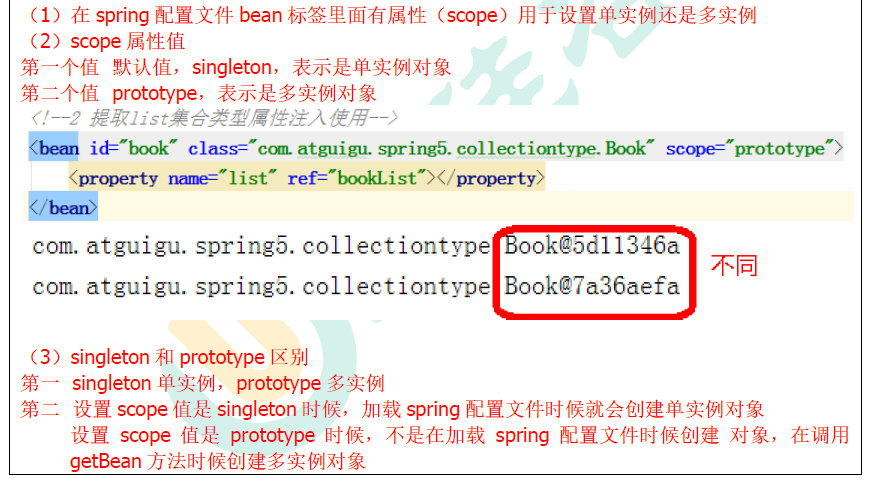 （1）在 spring 配置文件 bean 标签里面有属性（scope）用于设置单实例还是多实例
（2）scope 属性值
第一个值 默认值，singleton，表示是单实例对象
第二个值 prototype，表示是多实例对象
<!--2 提取list集合类型属性注入使用-->
<bean id="book" class="com.atguigu.spring5.collectiontype.Book" scope="prototype">
<property name="list" ref="bookList"></property>
</bean>
com.atguigu.spring5.collectiontype.Book@5d11346a
不同
com.atguigu.spring5.collectiontype.Book@7a36aefa
（3）singleton 和 prototype 区别
第一 singleton 单实例，prototype 多实例
第二 设置 scope 值是 singleton 时候，加载 spring 配置文件时候就会创建单实例对象
设置 scope 值是 prototype 时候，不是在加载 spring 配置文件时候创建 对象，在调用
getBean 方法时候创建多实例对象